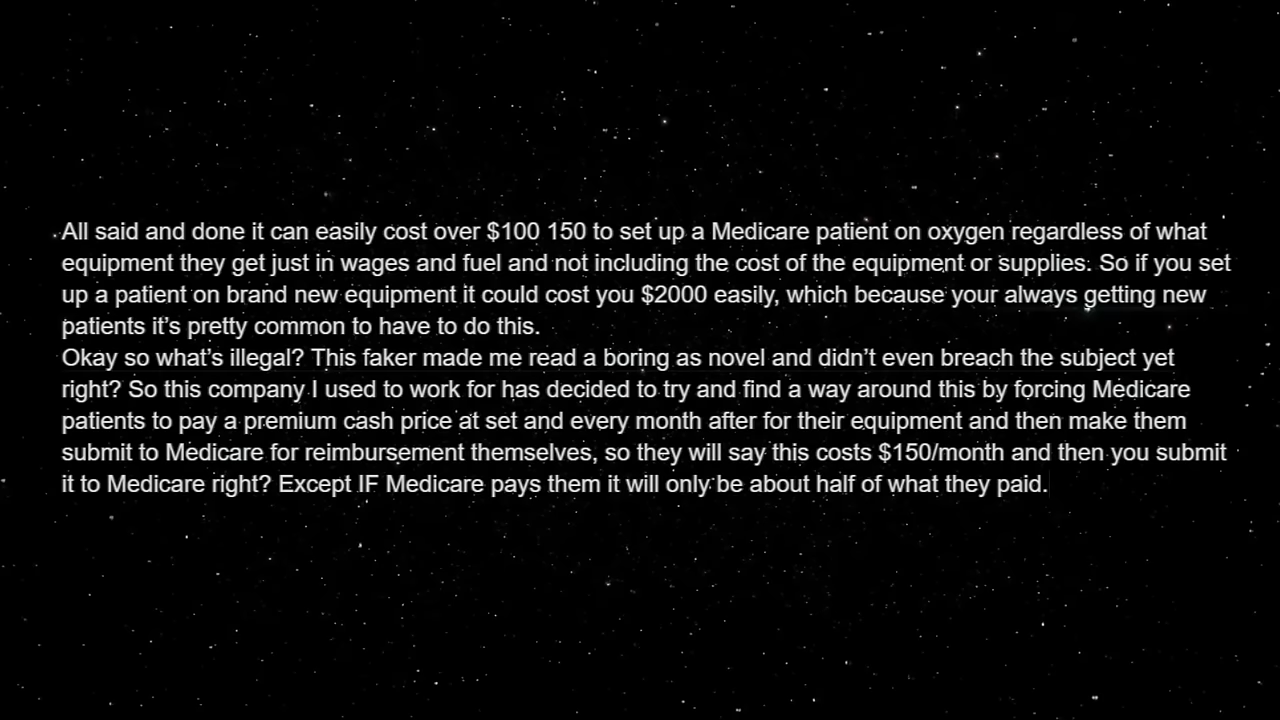 All said and done it can easily cost over $100 150 to set up a Medicare patient on oxygen regardless of what
equipment they get just in wages and fuel and not including the cost of the equipment or supplies. So if you set
up a patient on brand new equipment it could cost you $2000 easily, which because your always getting new
patients it’s pretty common to have to do this.
Okay so what’s illegal? This faker made me read a boring as novel and didn’t even breach the subject yet
right? So this company I used to work for has decided to try and find a way around this by forcing Medicare
patients to pay a premium cash price at set and every month after for their equipment and then make them
submit to Medicare for reimbursement themselves, so they will say this costs $150/month and then you submit
it to Medicare right? Except IF Medicare pays them it will only be about half of what they paid.